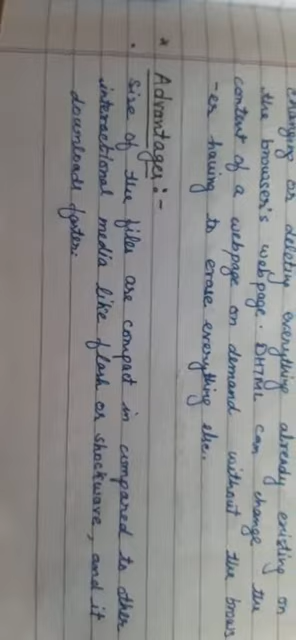 changing or deleting everything already existing on
the browser's webpage. DHTML can change the
content of a webpage on demand without the brows
-er having to erase everything else.
* Advantages:-
• Size of the files are compact in compared to other
interactional media like flash or shockwave, and it
downloads faster.